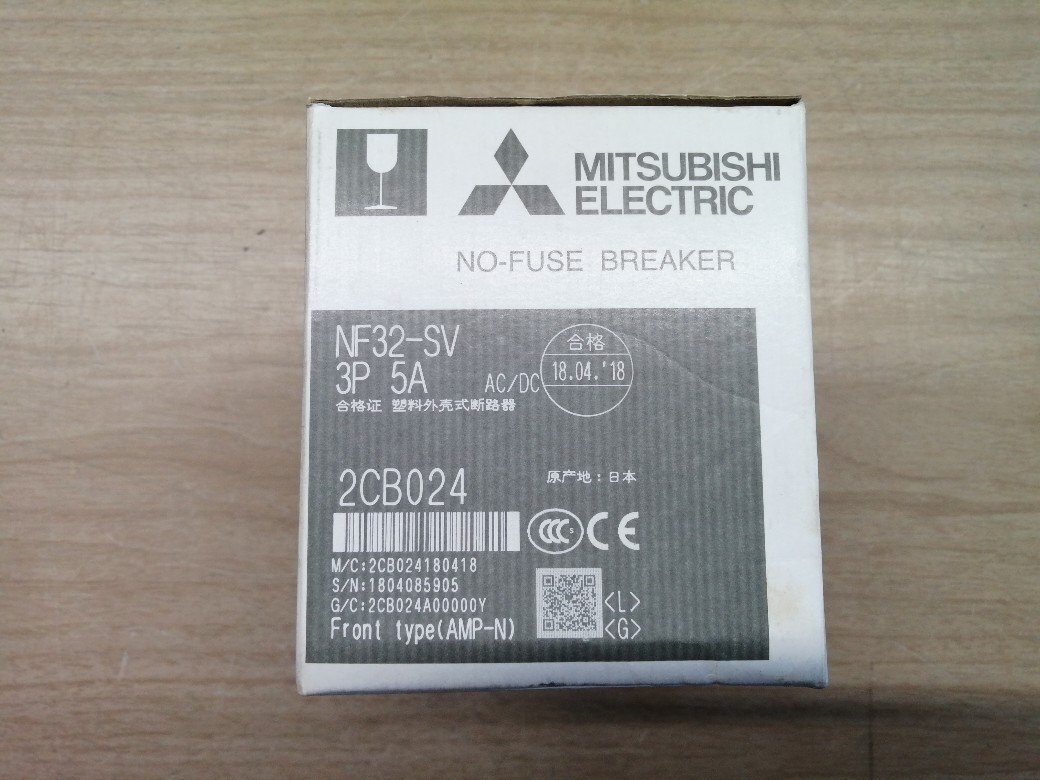 MITSUBISHI
ELECTRIC
NO-FUSE BREAKER
NF32-SV
3P 5A AC/DC
合格
18.04.'18
合格证 塑料外壳式断路器
2CB024
原产地:日本
CCC S CE
M/C:2CB024180418
S/N:1804085905
G/C:2CB024A00000Y
Front type(AMP-N)
<L>
<G>